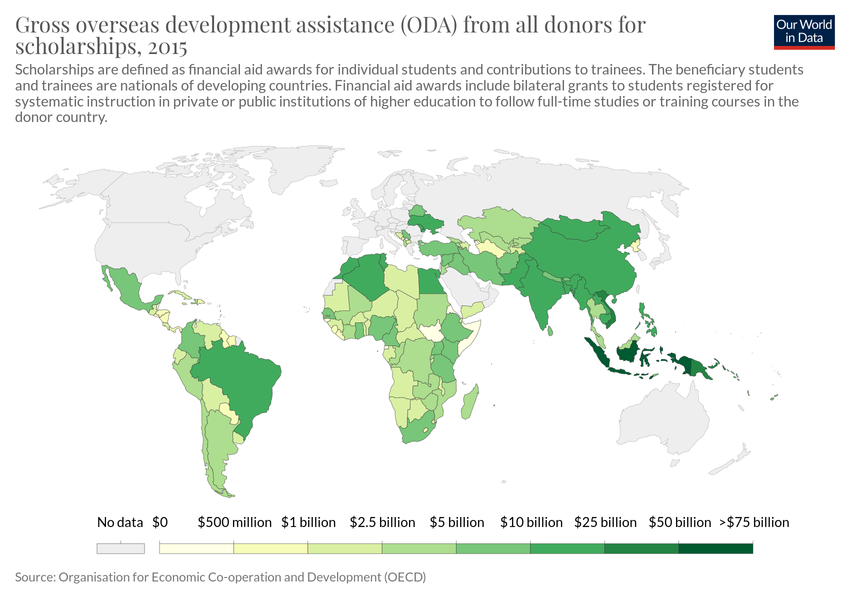 Gross overseas development assistance (ODA) from all donors for
scholarships, 2015
Our World
in Data
Scholarships are defined as financial aid awards for individual students and contributions to trainees. The beneficiary students
and trainees are nationals of developing countries. Financial aid awards include bilateral grants to students registered for
systematic instruction in private or public institutions of higher education to follow full-time studies or training courses in the
donor country.
No data $0 $500 million $1 billion $2.5 billion $5 billion $10 billion $25 billion $50 billion >$75 billion
Source: Organisation for Economic Co-operation and Development (OECD)